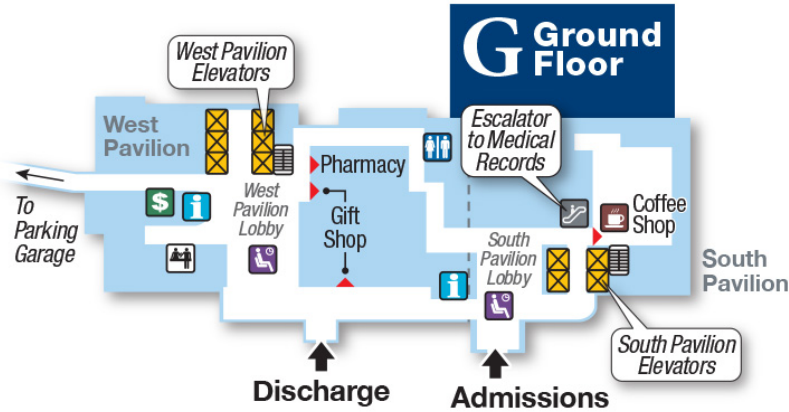 G Ground
Floor
West Pavilion
Elevators
West
Pavilion
Escalator
to Medical
Records
Pharmacy
To
Parking
Garage
$
i
West
Pavilion
Lobby
Gift
Shop
Coffee
Shop
South
Pavilion
Lobby
i
South
Pavilion
South Pavilion
Elevators
Discharge
Admissions